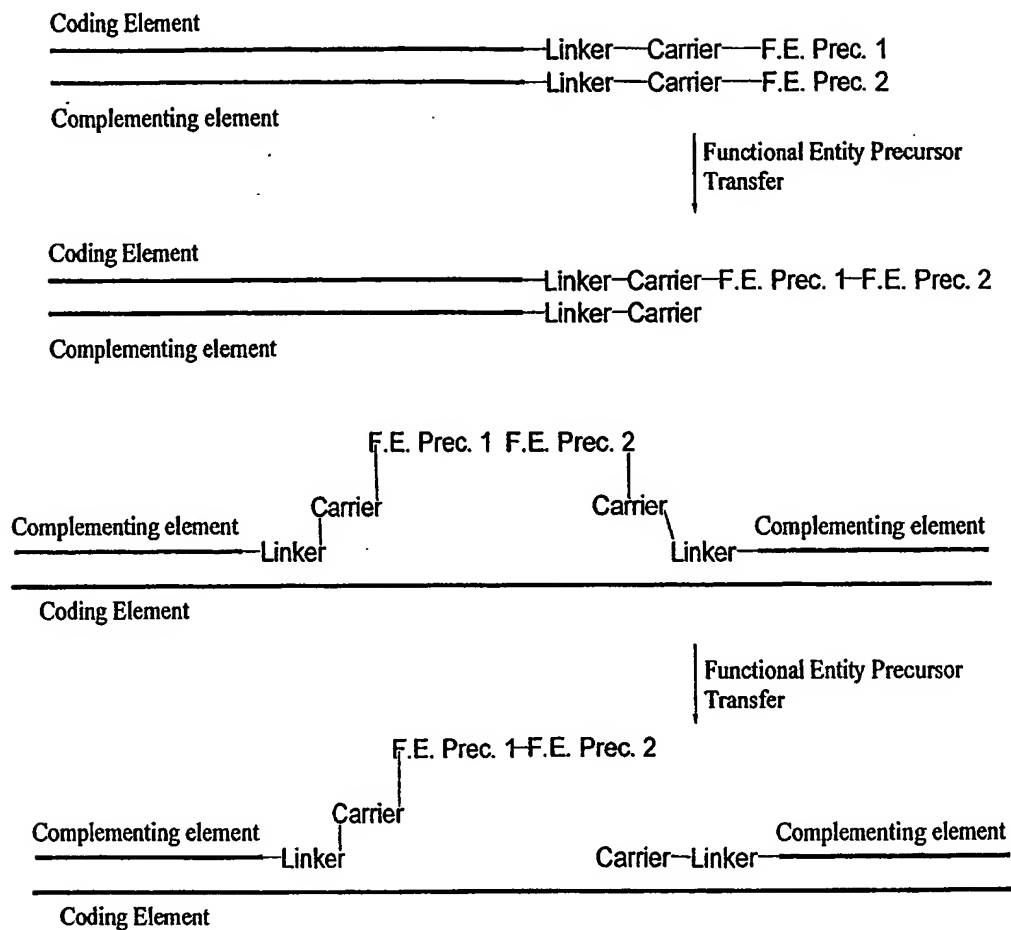 Coding Element
Linker—Carrier—F.E. Prec. 1
Linker—Carrier—F.E. Prec. 2
Complementing element
Functional Entity Precursor
Transfer
Coding Element
Linker—Carrier—F.E. Prec. 1—F.E. Prec. 2
Linker—Carrier
Complementing element
F.E. Prec. 1 F.E. Prec. 2
Carrier Carrier
Complementing element Complementing element
Linker Linker
Coding Element
Functional Entity Precursor
Transfer
F.E. Prec. 1—F.E. Prec. 2
Carrier
Complementing element Complementing element
Linker Carrier—Linker
Coding Element